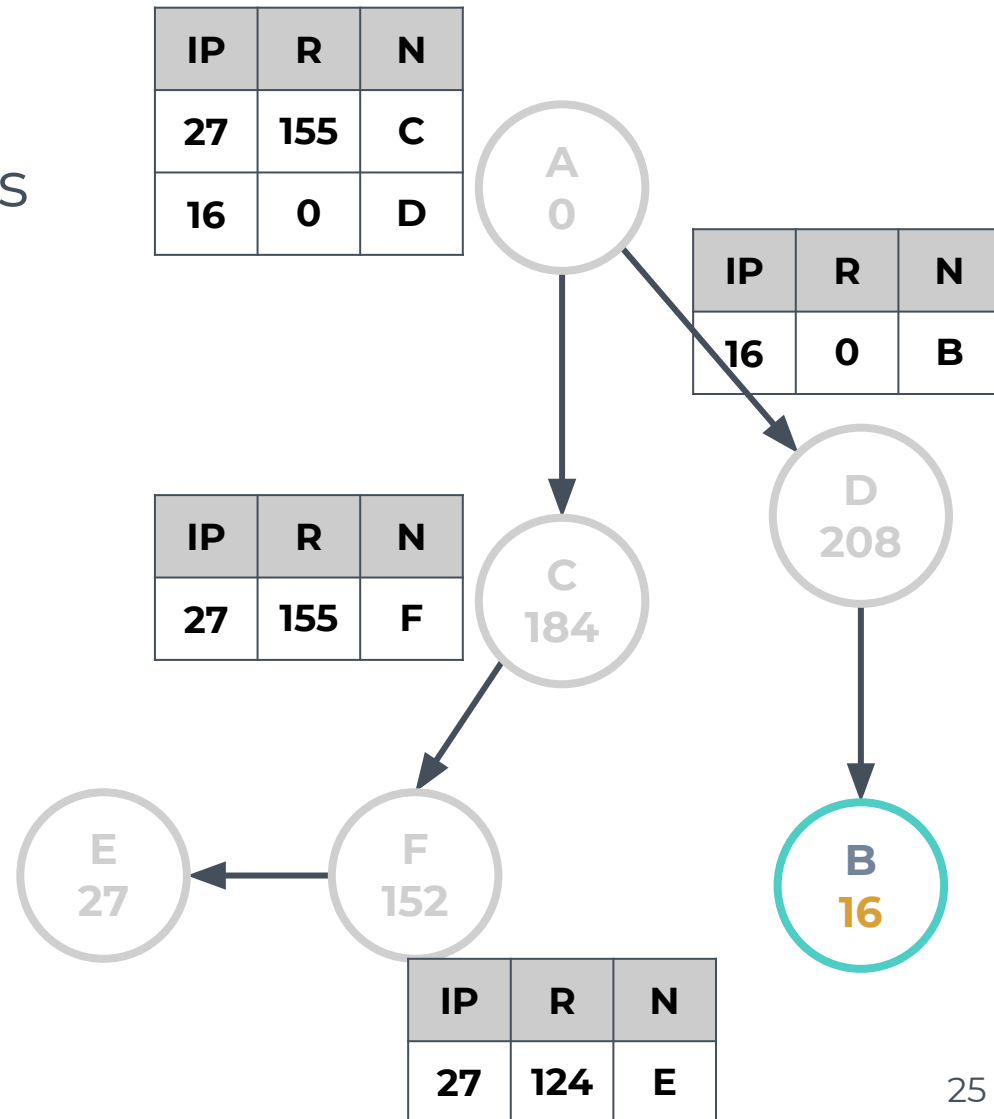 IP R N
27 155 C
16 0 D
s
A
0
IP R N
16 0 B
D
208
IP R N
27 155 F
C
184
E
27
F
152
B
16
IP R N
27 124 E
25